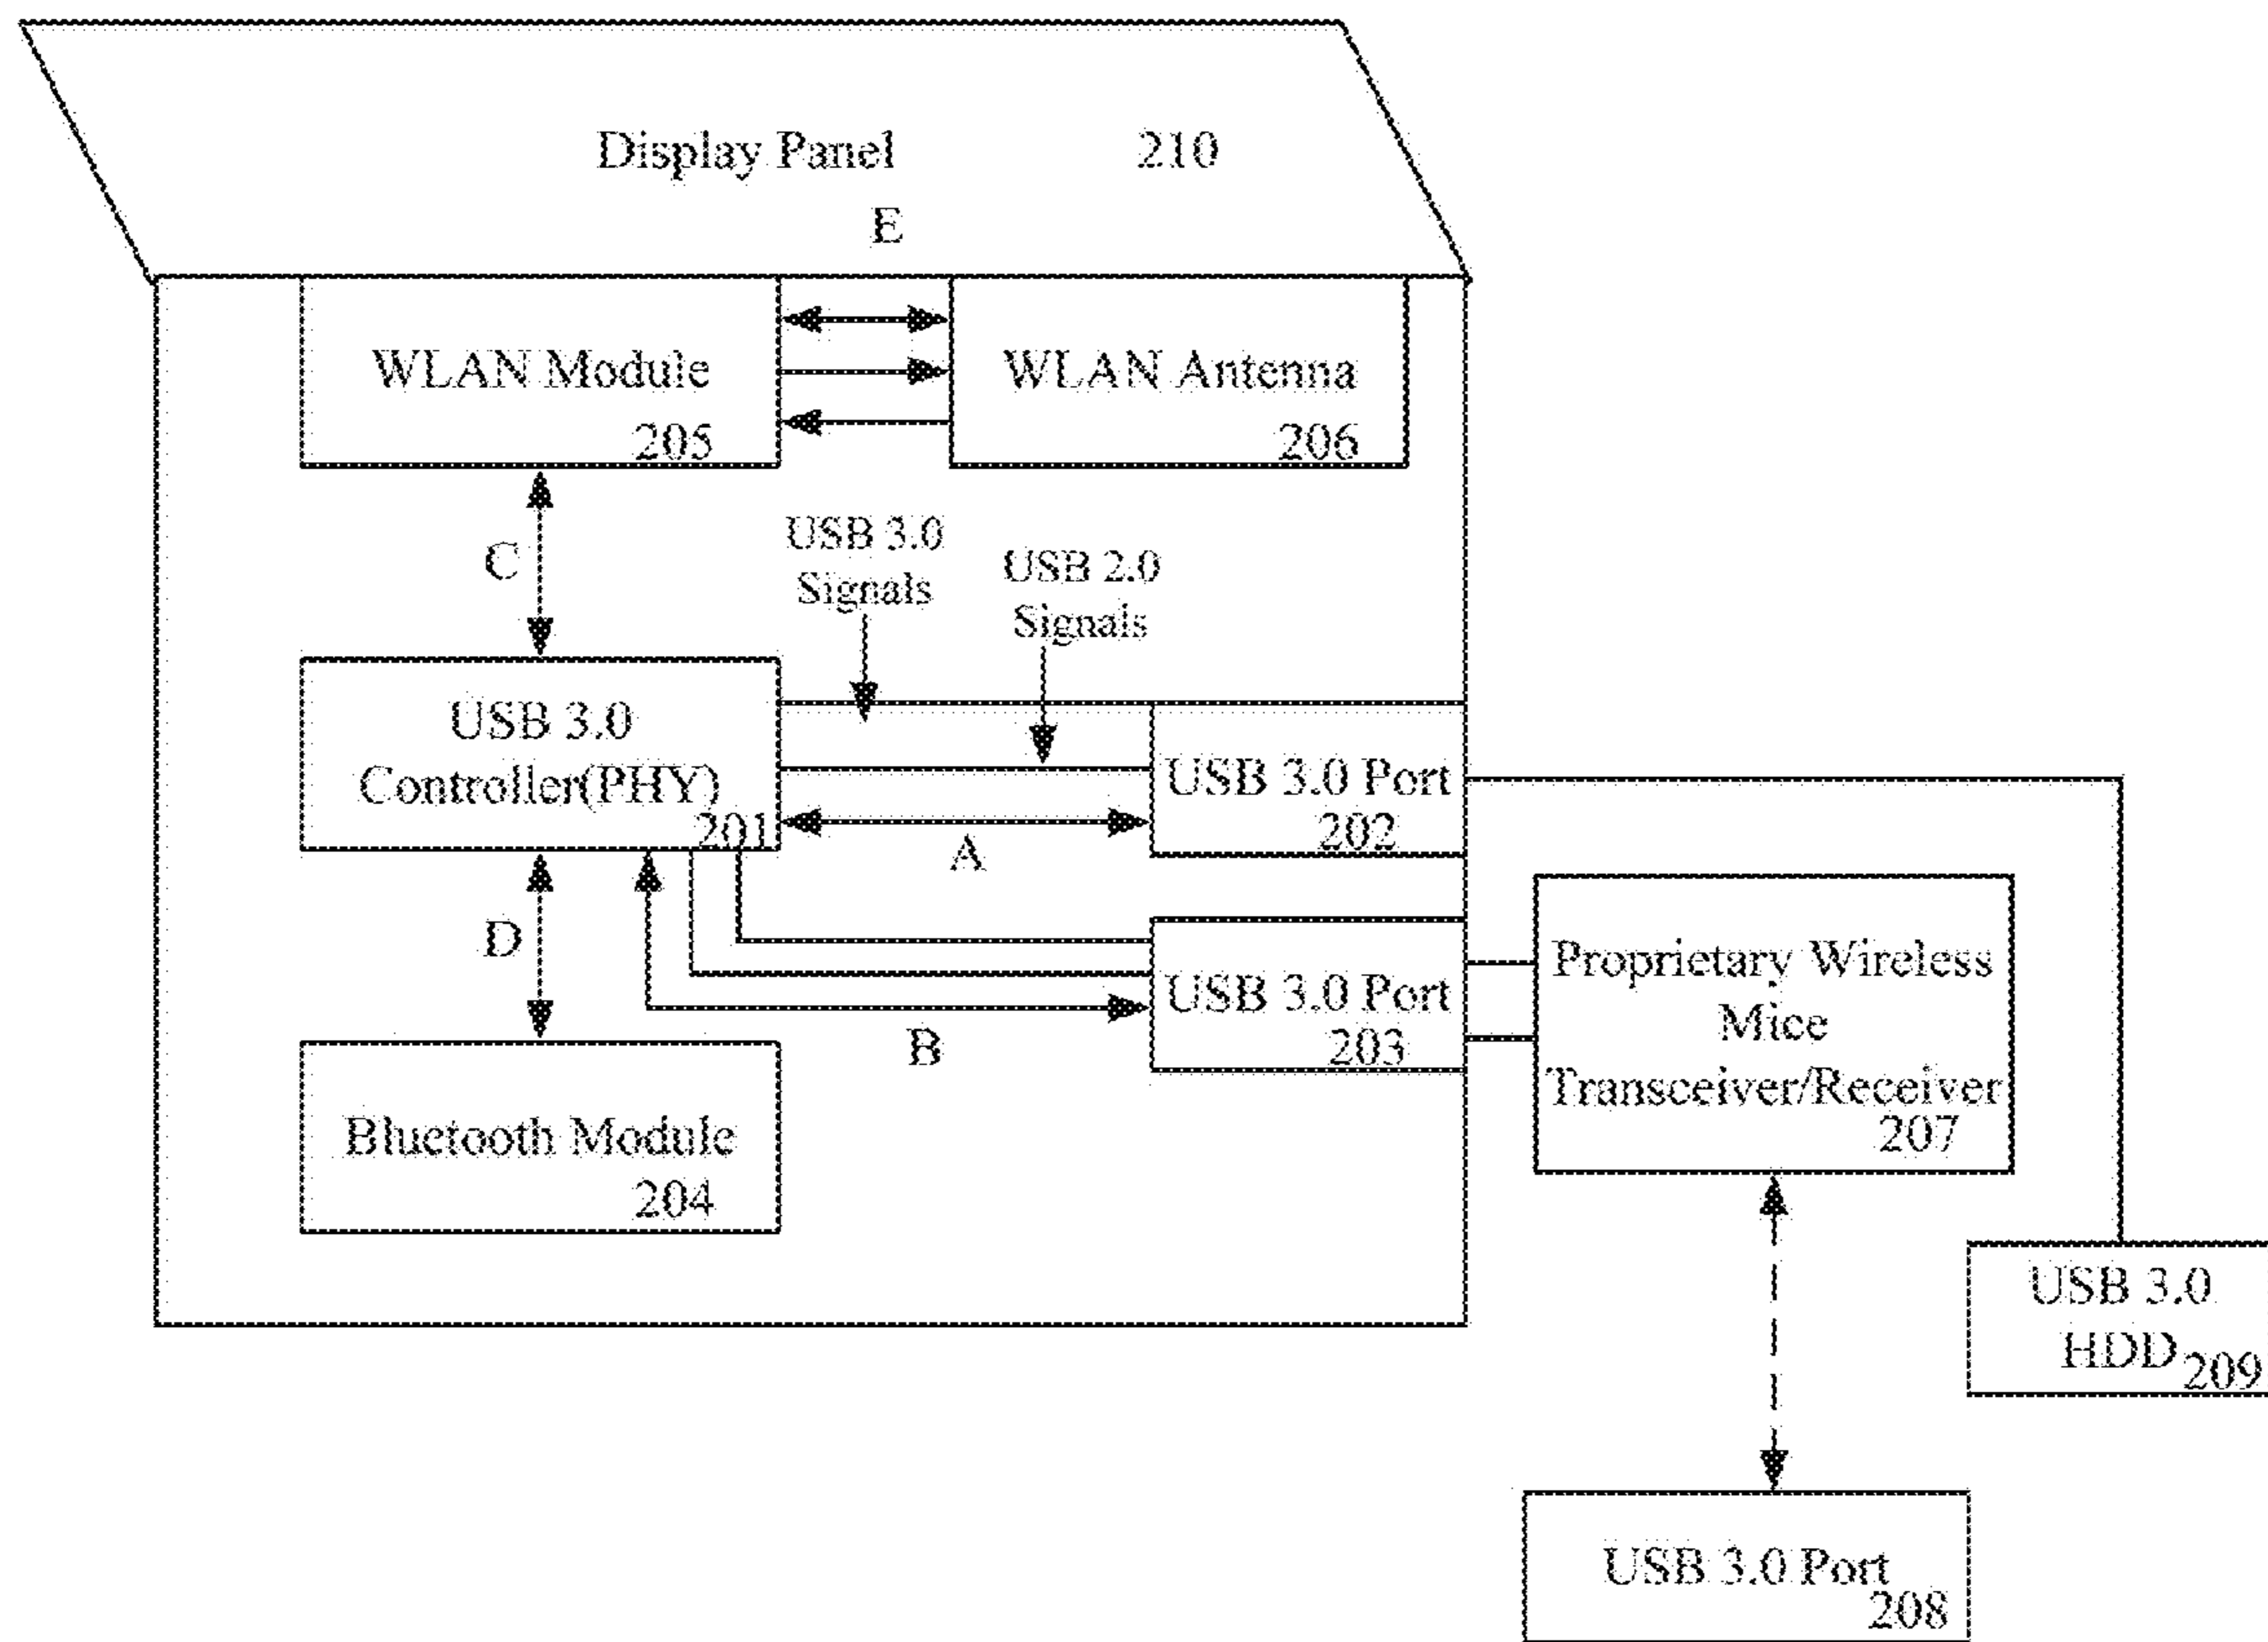 Display Panel 210
E
WLAN Module
205
WLAN Antenna
206
C
USB 3.0
Signals
USB 2.0
Signals
USB 3.0
Controller(PHY)
201
A
USB 3.0 Port
202
D
B
USB 3.0 Port
203
Proprietary Wireless
Mice
Transceiver/Receiver
207
Bluetooth Module
204
USB 3.0
HDD
209
USB 3.0 Port
208